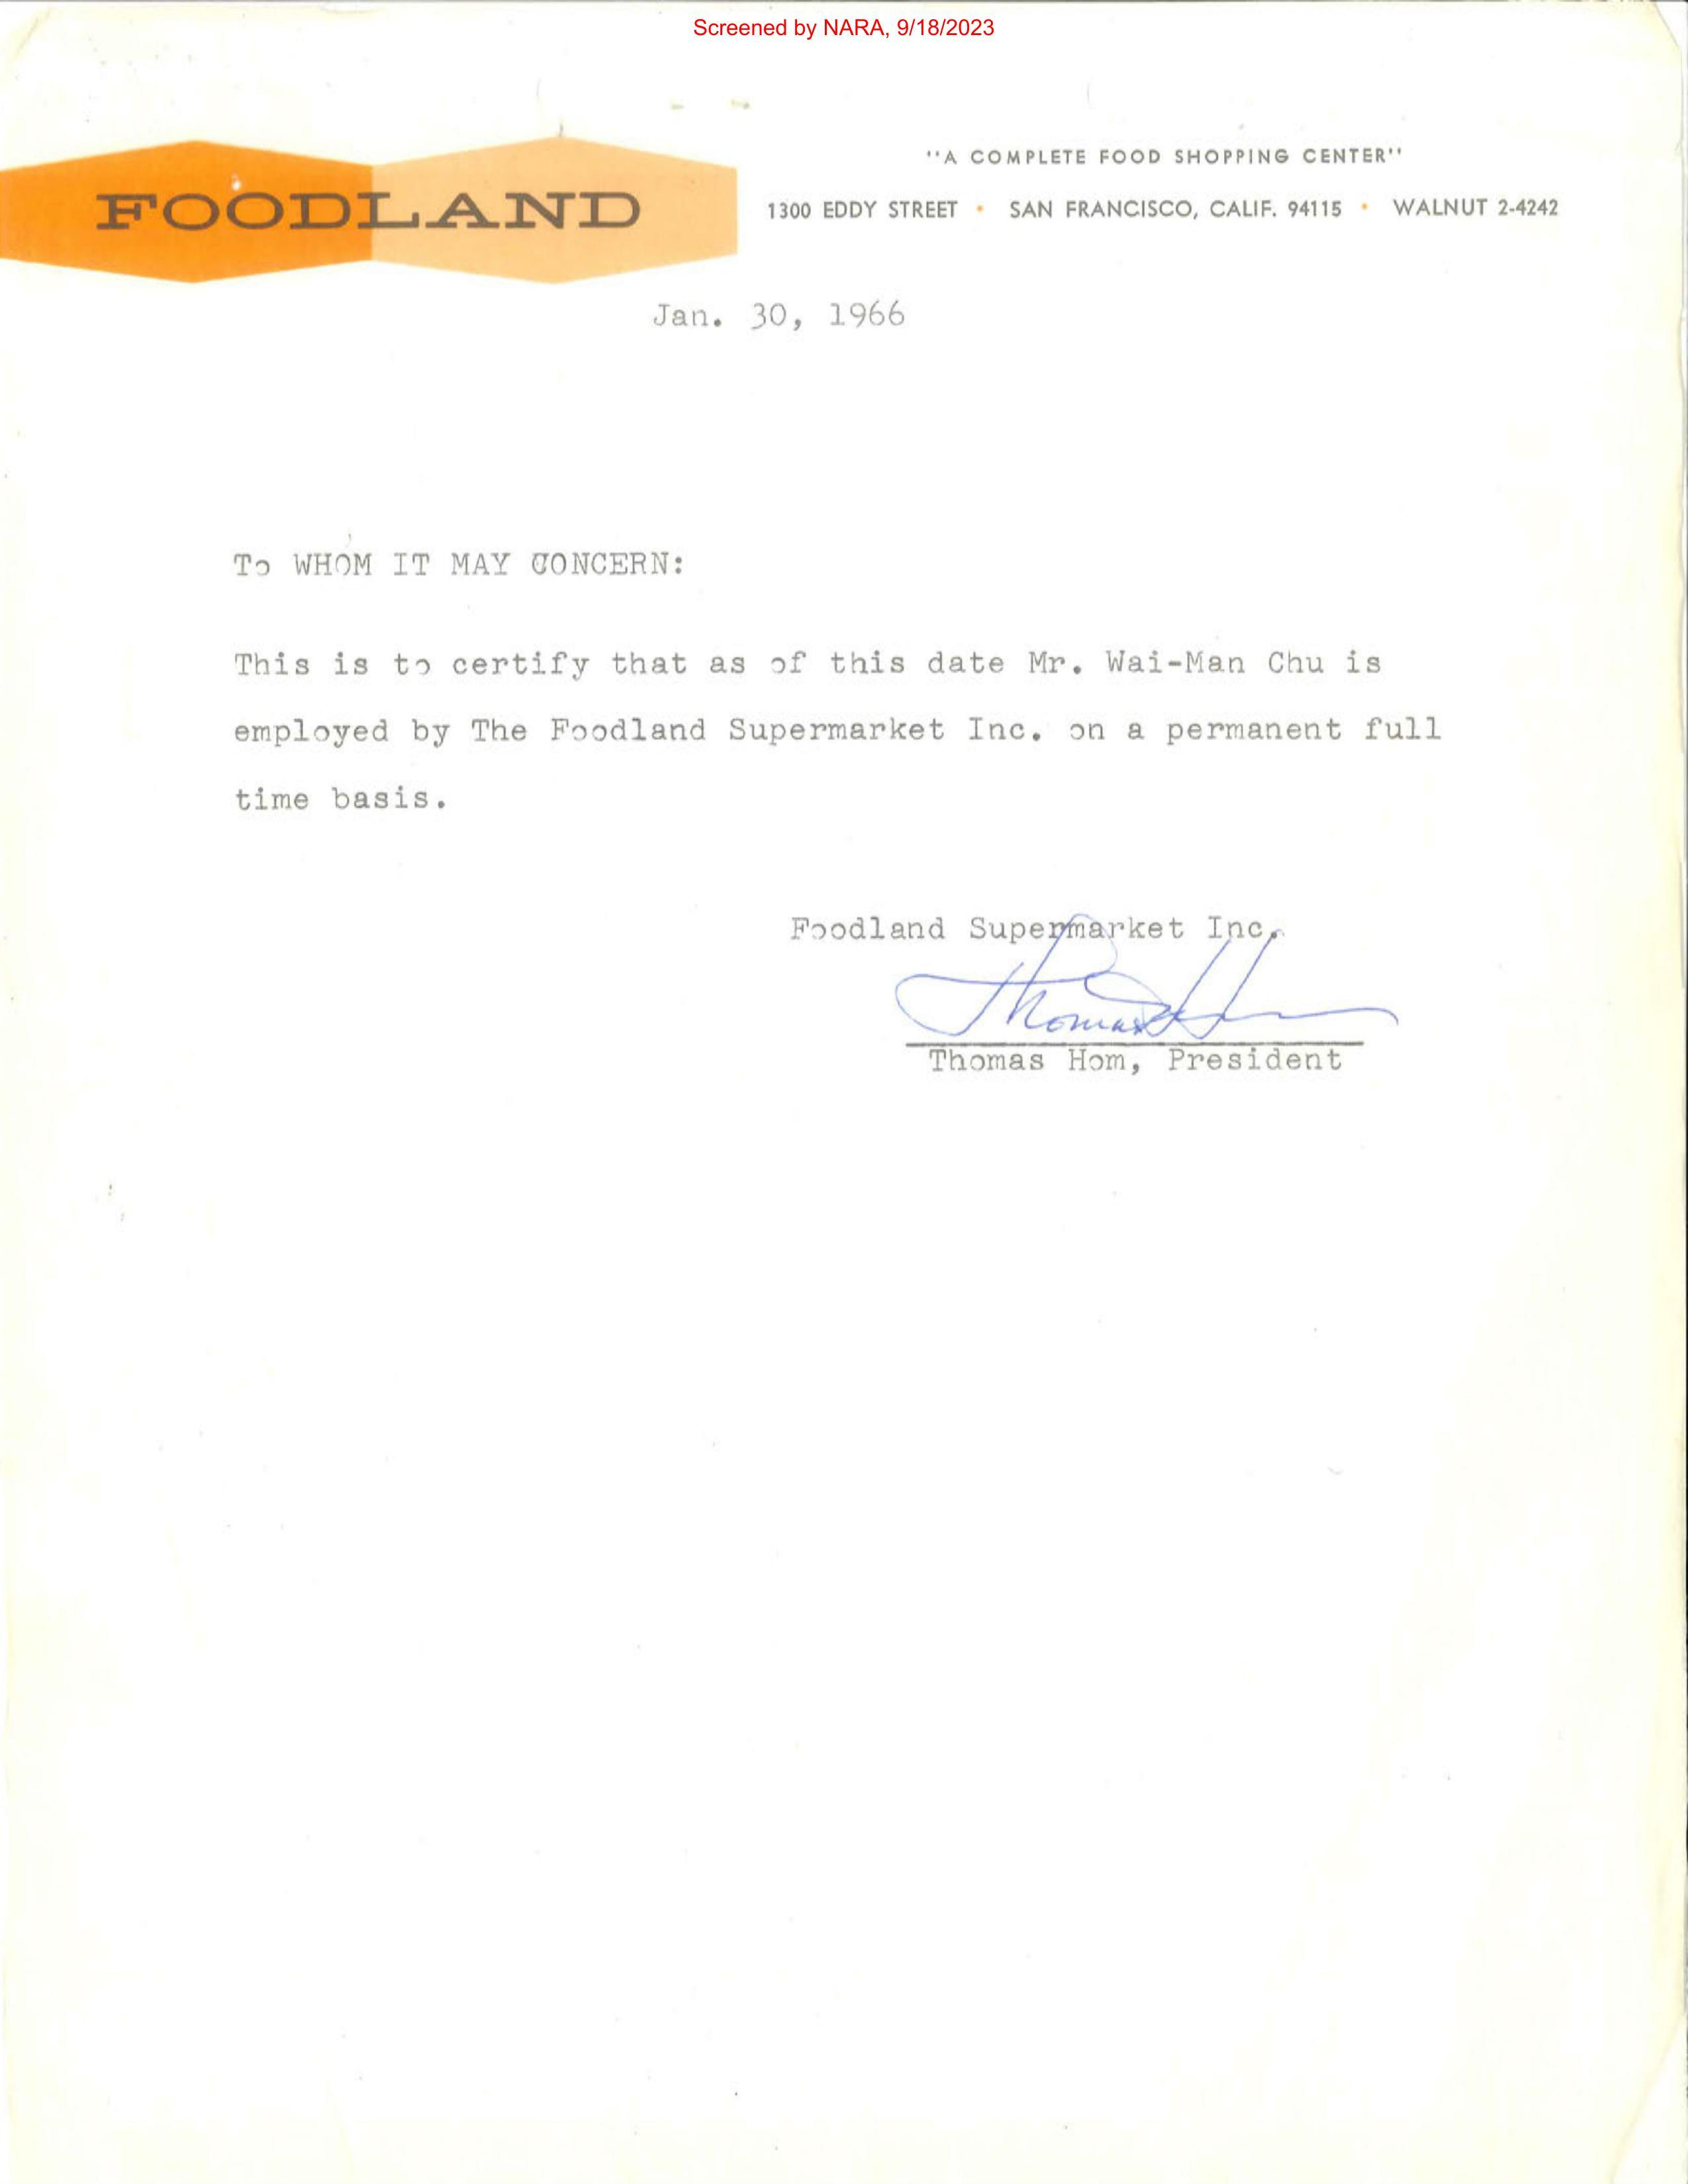 Screened by NARA, 9/18/2023
"A COMPLETE FOOD SHOPPING CENTER"
FOODLAND
1300 EDDY STREET • SAN FRANCISCO, CALIF. 94115 • WALNUT 2-4242
Jan. 30, 1966
To WHOM IT MAY CONCERN:
This is to certify that as of this date Mr. Wai-Man Chu is
employed by The Foodland Supermarket Inc. on a permanent full
time basis.
Foodland Supermarket Inc.
Thomas Hom
Thomas Hom, President